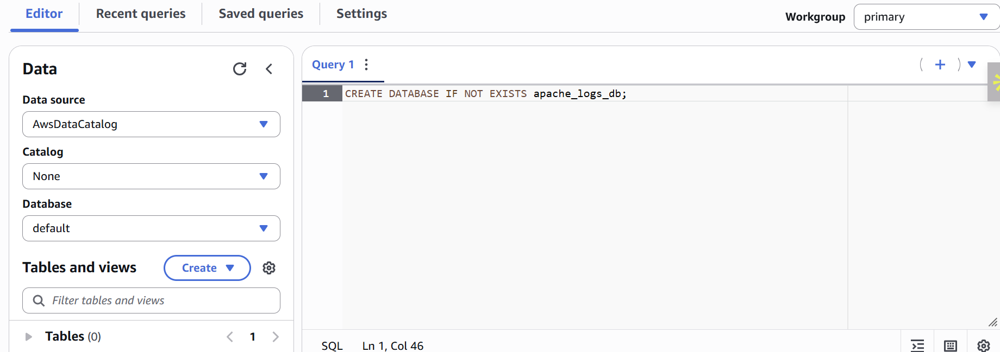 Editor
Recent queries
Saved queries
Settings
Workgroup
primary
Data
Data source
AwsDataCatalog
Catalog
None
Database
default
Tables and views
Create
Filter tables and views
Tables (0)
1
Query 1
1 CREATE DATABASE IF NOT EXISTS apache_logs_db;
SQL
Ln 1, Col 46